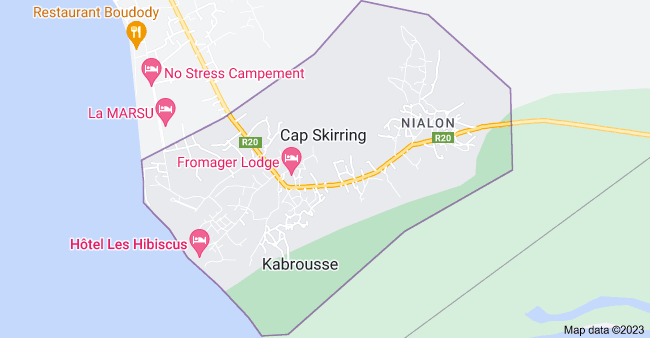 Restaurant Boudody
No Stress Campement
La MARSU
NIALON
Cap Skirring
R20
R20
Fromager Lodge
Hôtel Les Hibiscus
Kabrousse
Map data ©2023